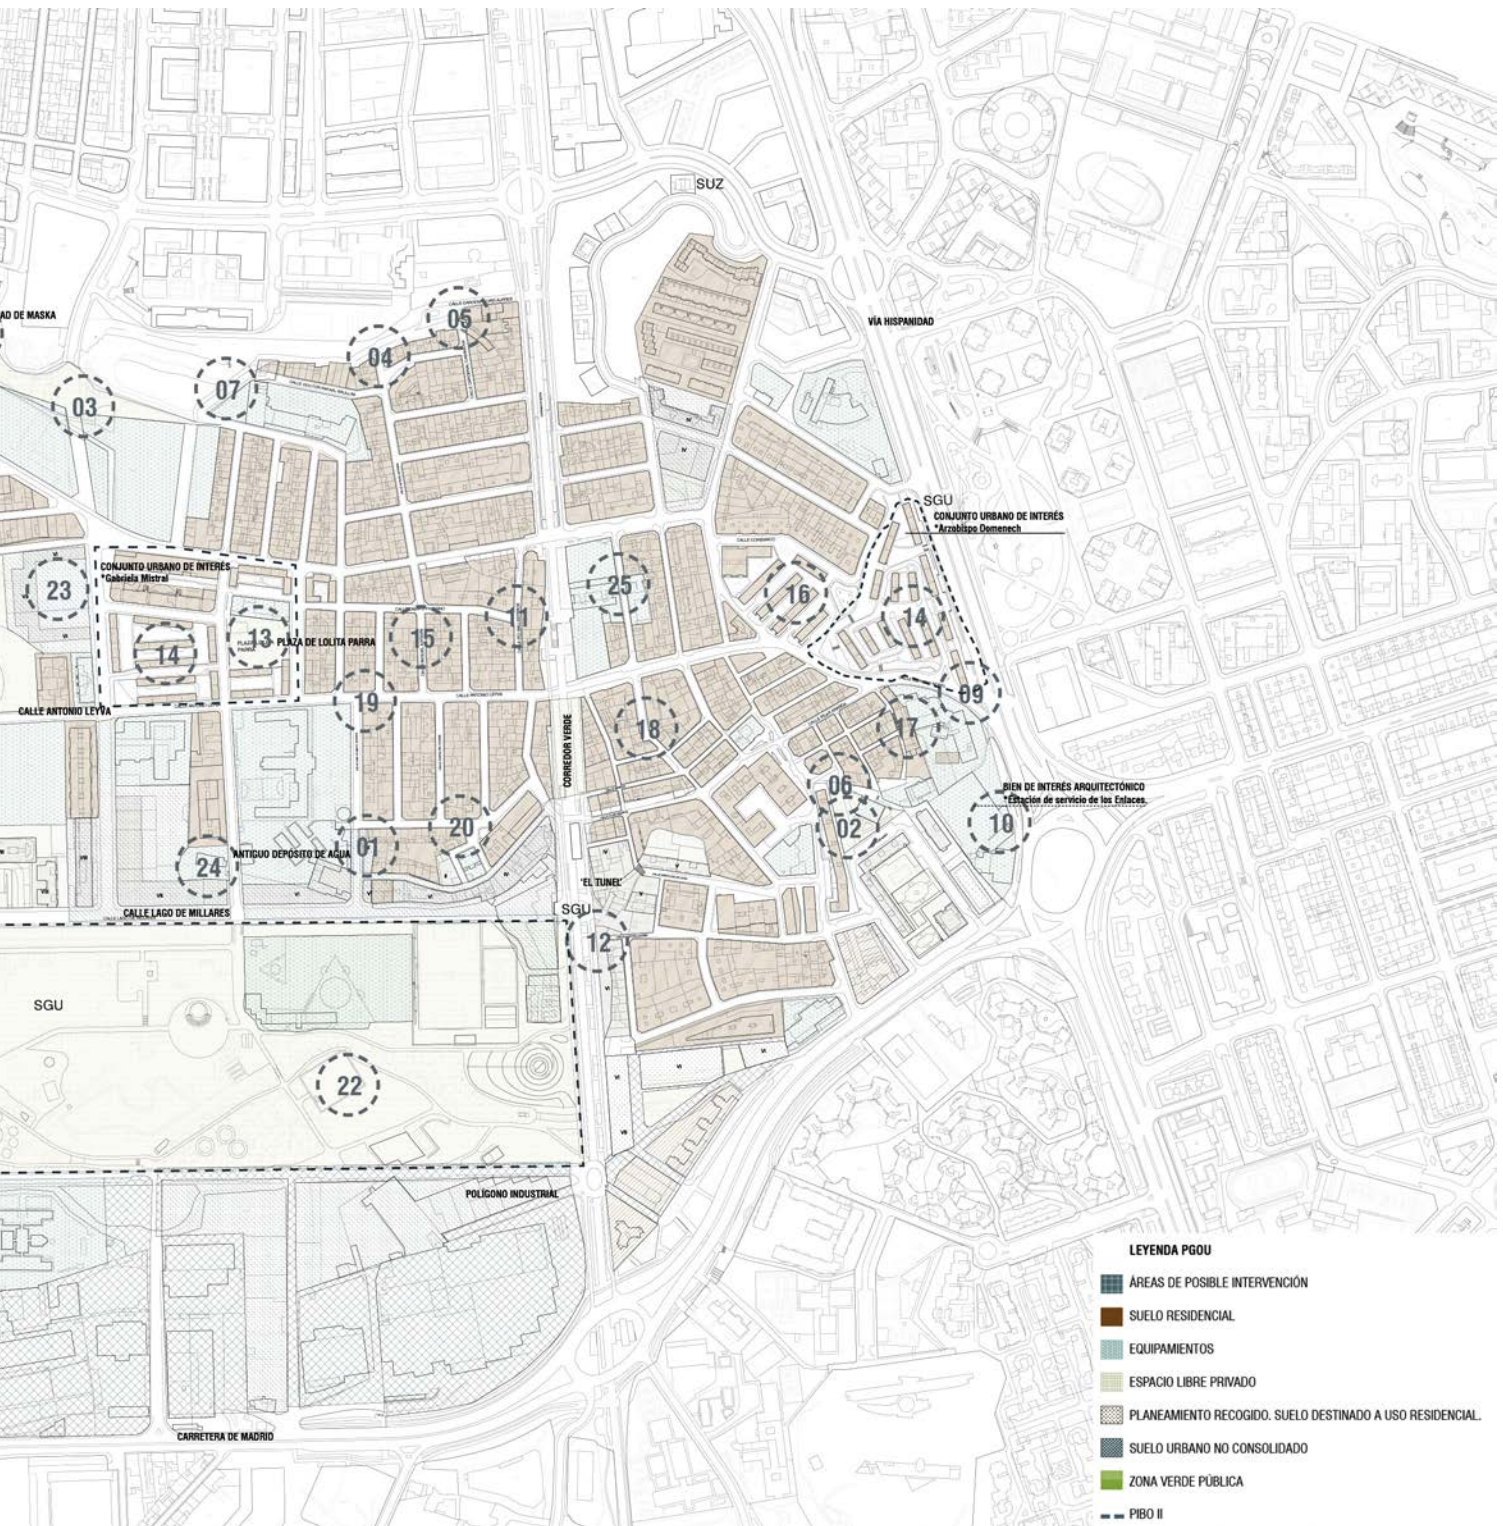 SUZ
AD DE MASKA
05
VÍA HISPANIDAD
04
07
03
SGU
CONJUNTO URBANO DE INTERÉS
*Arzobispo Domenech
CONJUNTO URBANO DE INTERÉS
*Gabriela Mistral
23
25
16
11
14
13
PLAZA DE LOLITA PARRA
15
14
09
19
CALLE ANTONIO LEYVA
CALLE ANTONIO LEYVA
18
17
CORREDOR VERDE
06
BIEN DE INTERÉS ARQUITECTÓNICO
*Estación de servicio de los Enlaces.
10
02
20
01
ANTIGUO DEPÓSITO DE AGUA
24
'EL TUNEL'
CALLE LAGO DE MILLARES
SGU
12
SGU
22
POLÍGONO INDUSTRIAL
CARRETERA DE MADRID
LEYENDA PGOU
ÁREAS DE POSIBLE INTERVENCIÓN
SUELO RESIDENCIAL
EQUIPAMIENTOS
ESPACIO LIBRE PRIVADO
PLANEAMIENTO RECOGIDO. SUELO DESTINADO A USO RESIDENCIAL.
SUELO URBANO NO CONSOLIDADO
ZONA VERDE PÚBLICA
PIBO II